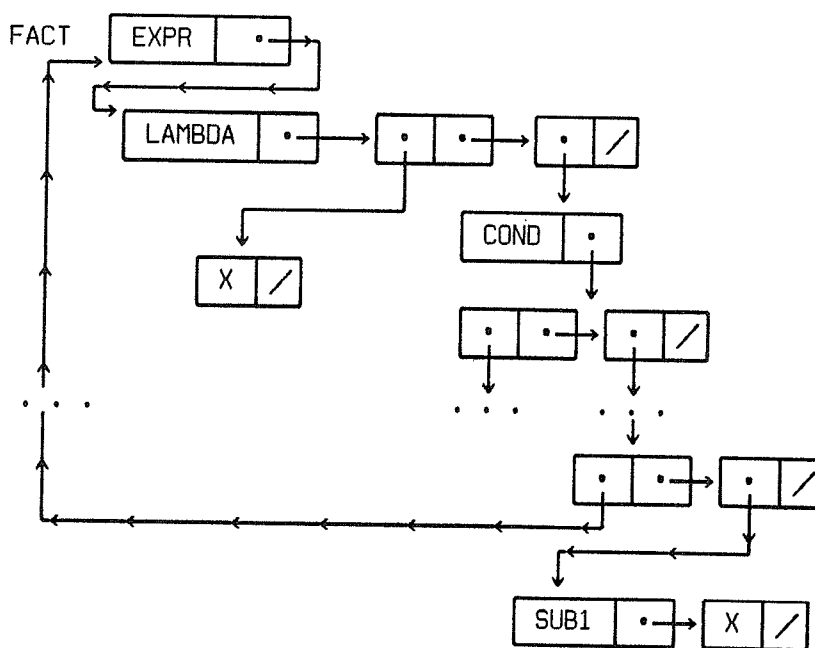 FACT EXPR
LAMBDA
COND
X
. . . . . . . . .
SUB1 X